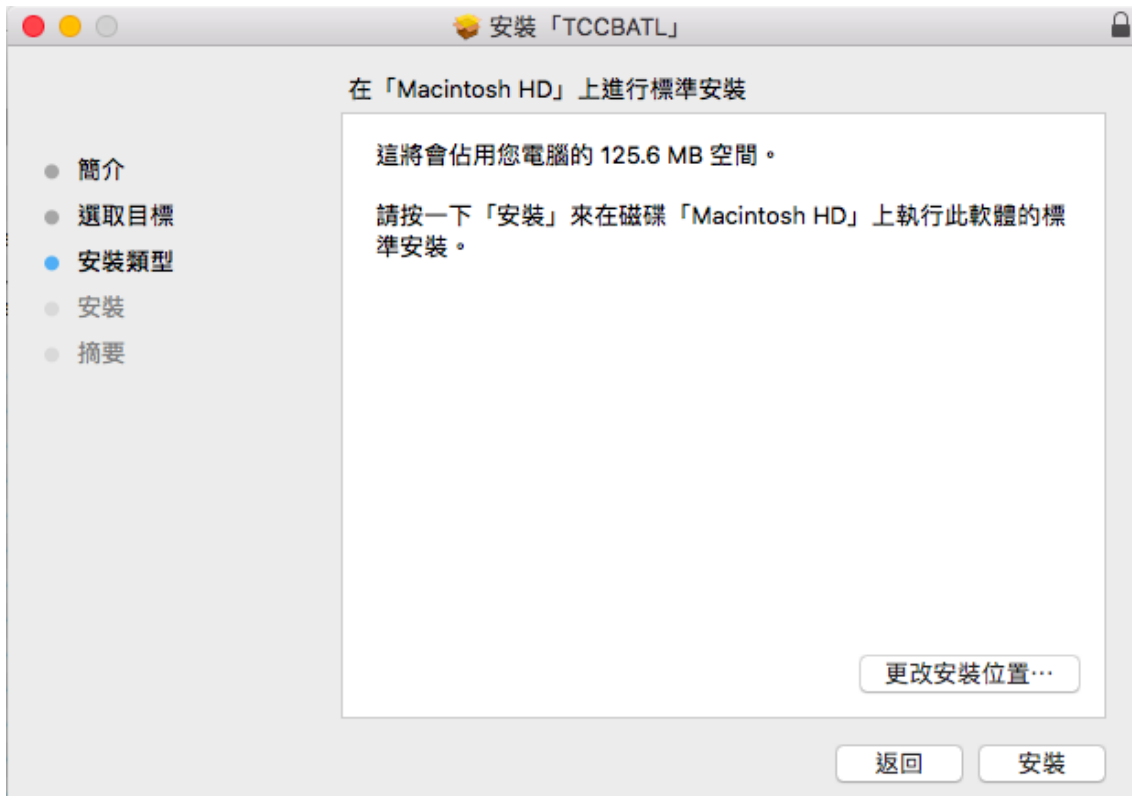 安裝「TCCBATL」
在「Macintosh HD」上進行標準安裝
簡介
選取目標
安裝類型
安裝
摘要
這將會佔用您電腦的 125.6 MB 空間。
請按一下「安裝」來在磁碟「Macintosh HD」上執行此軟體的標
準安裝。
更改安裝位置⋯
返回
安裝